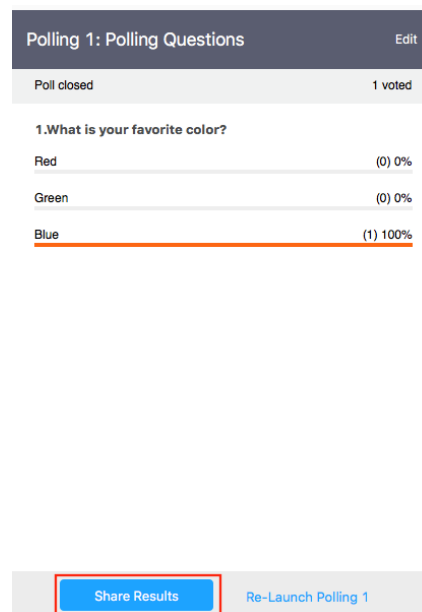 Polling 1: Polling Questions Edit
Poll closed 1 voted
1.What is your favorite color?
Red (0) 0%
Green (0) 0%
Blue (1) 100%
Share Results Re-Launch Polling 1